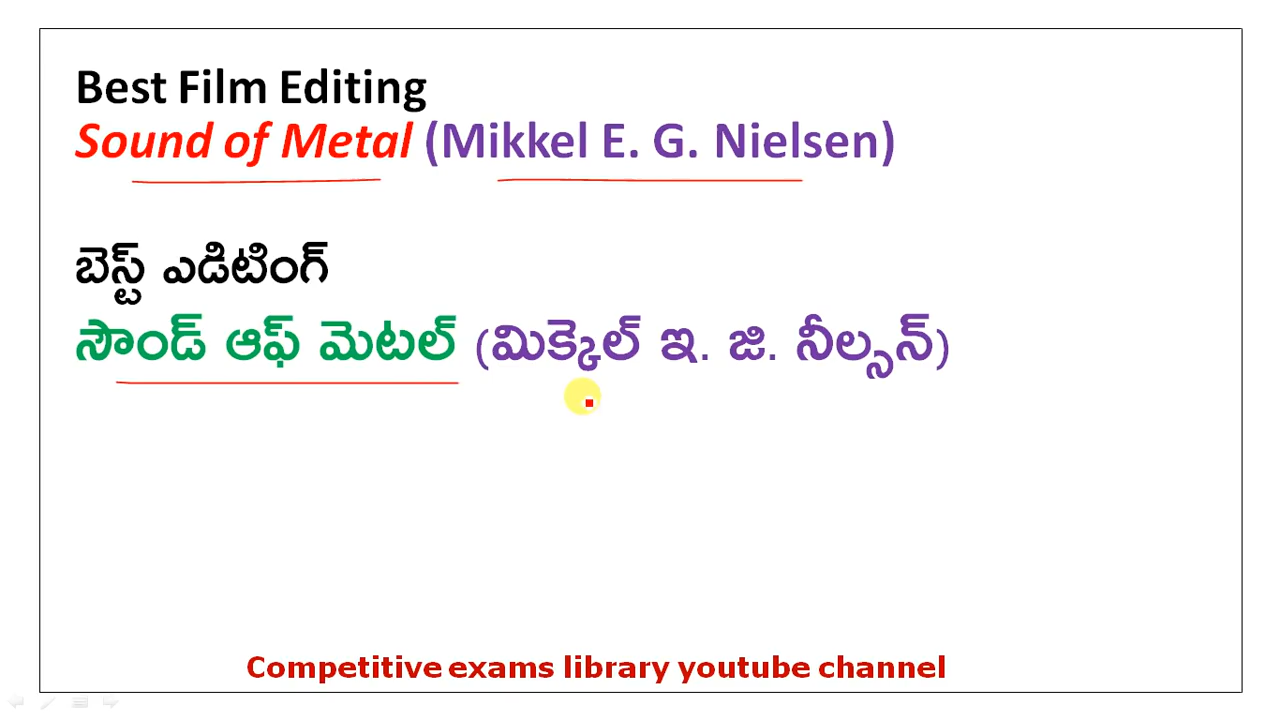 Best Film Editing
Sound of Metal (Mikkel E. G. Nielsen)
బెస్ట్ ఎడిటింగ్
సౌండ్ ఆఫ్ మెటల్ (మిక్కెల్ ఇ. జి. నీల్సన్)
Competitive exams library youtube channel